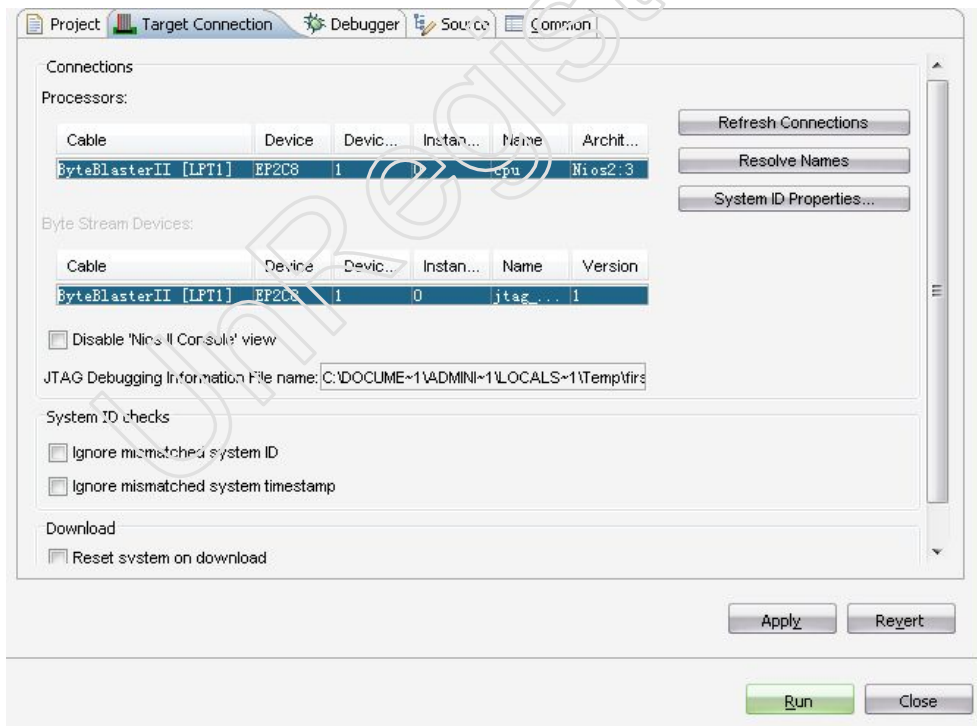 Project Target Connection Debugger Source Common
Connections
Processors:
Cable Device Devic... Instan... Name Archit...
ByteBlasterII [LPT1] EP2C8 1 0 cpu Nios2:3
Refresh Connections
Resolve Names
System ID Properties...
Byte Stream Devices:
Cable Device Devic... Instan... Name Version
ByteBlasterII [LPT1] EP2C8 1 0 jtag_... 1
Disable 'Nios II Console' view
JTAG Debugging Information File name: C:\DOCUME~1\ADMINI~1\LOCALS~1\Temp\firs
System ID checks
Ignore mismatched system ID
Ignore mismatched system timestamp
Download
Reset system on download
Apply Revert
Run Close
UnRegist